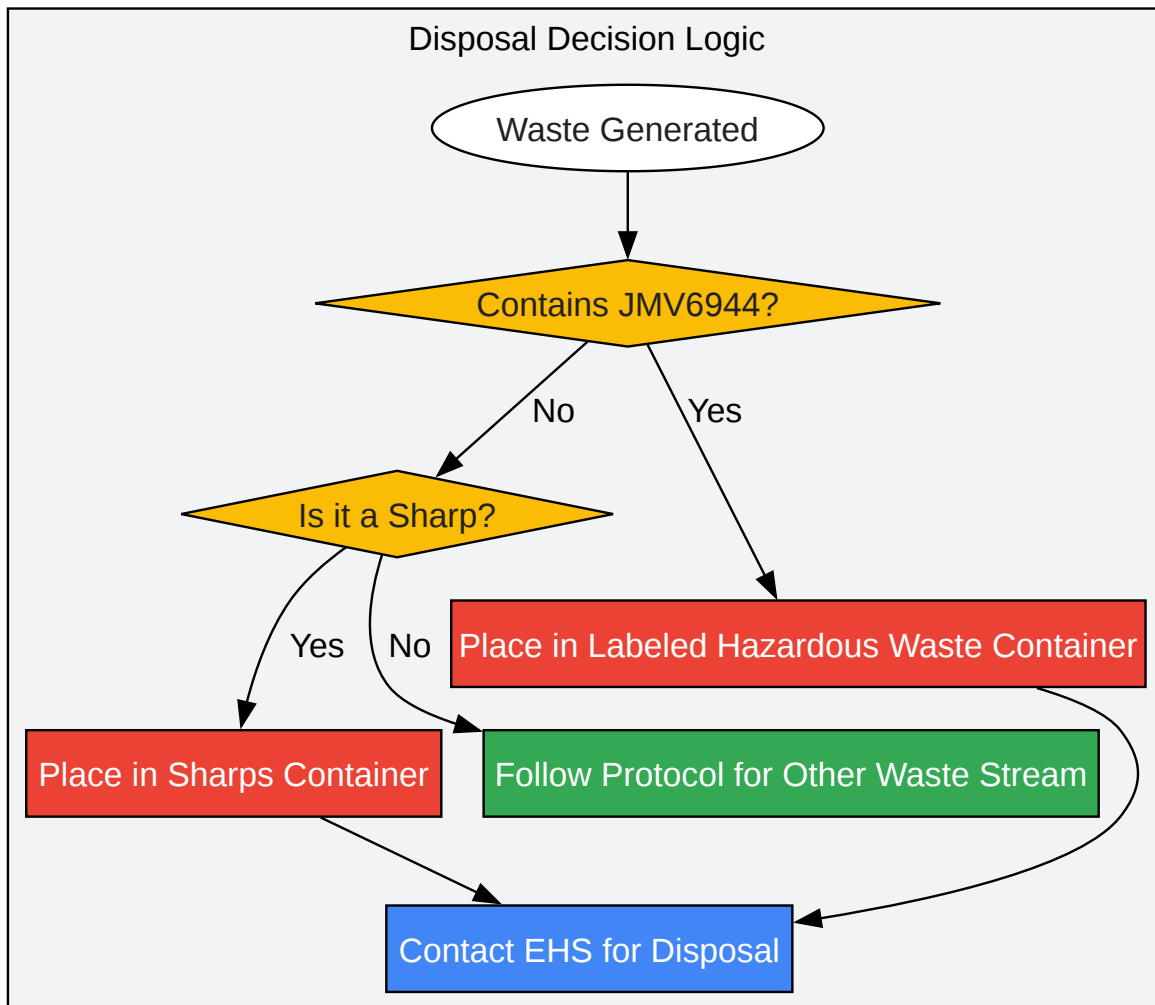 Disposal Decision Logic
Waste Generated
Contains JMV6944?
No
Yes
Is it a Sharp?
Yes
No
Place in Labeled Hazardous Waste Container
Place in Sharps Container
Follow Protocol for Other Waste Stream
Contact EHS for Disposal